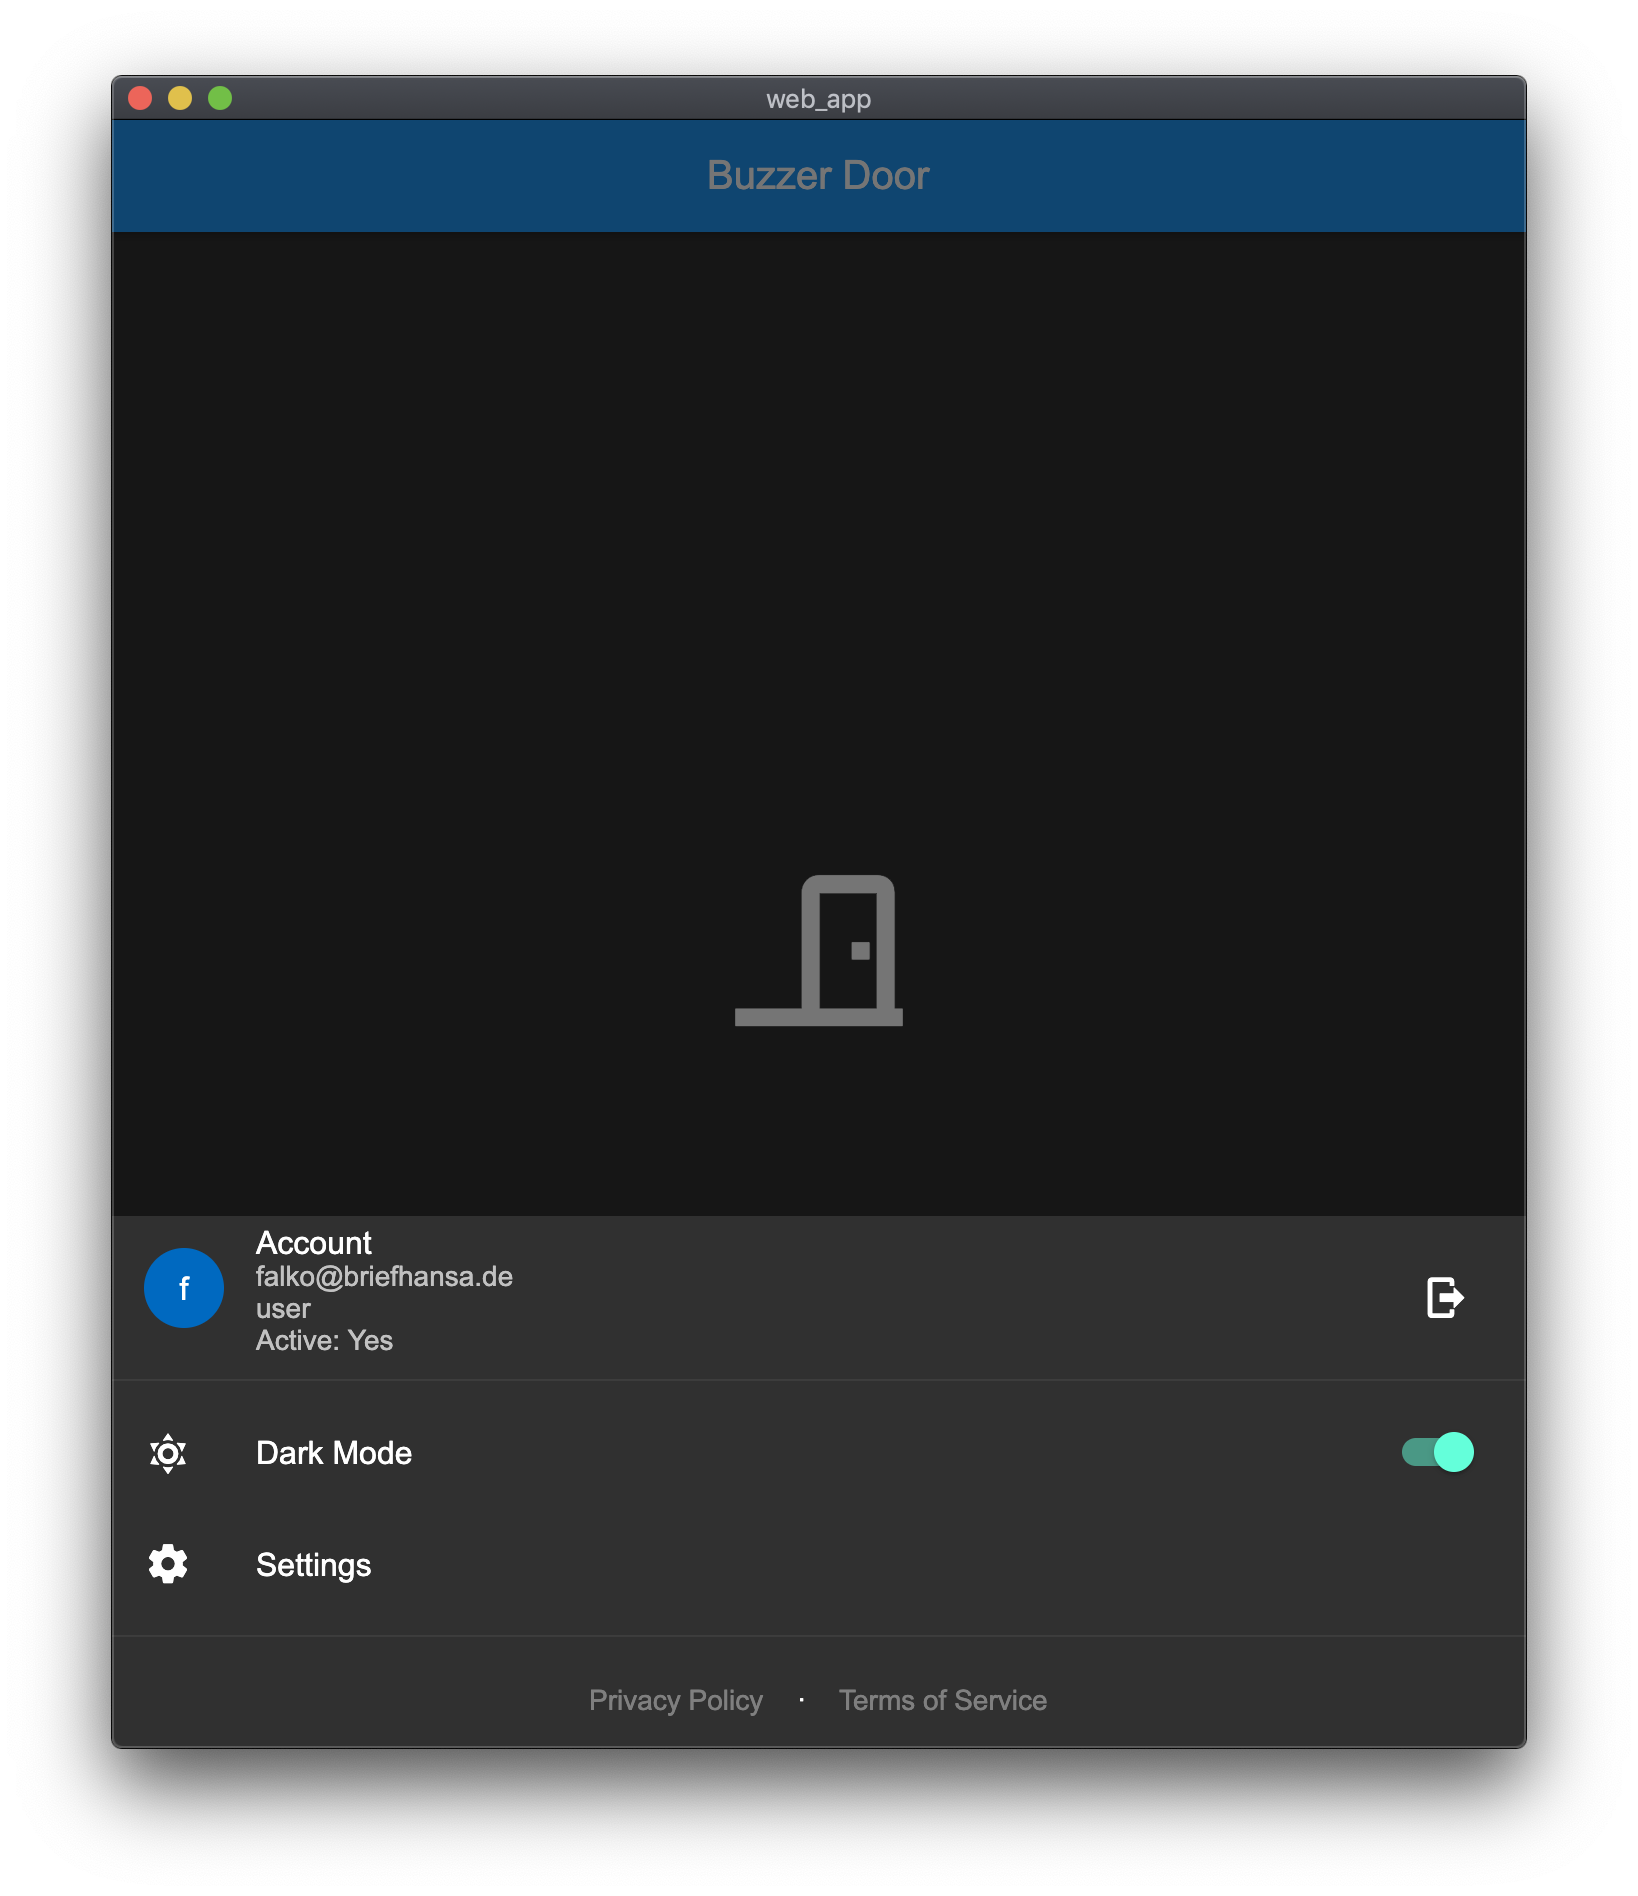 web_app
Buzzer Door
f
Account
falko@briefhansa.de
user
Active: Yes
Dark Mode
Settings
Privacy Policy · Terms of Service